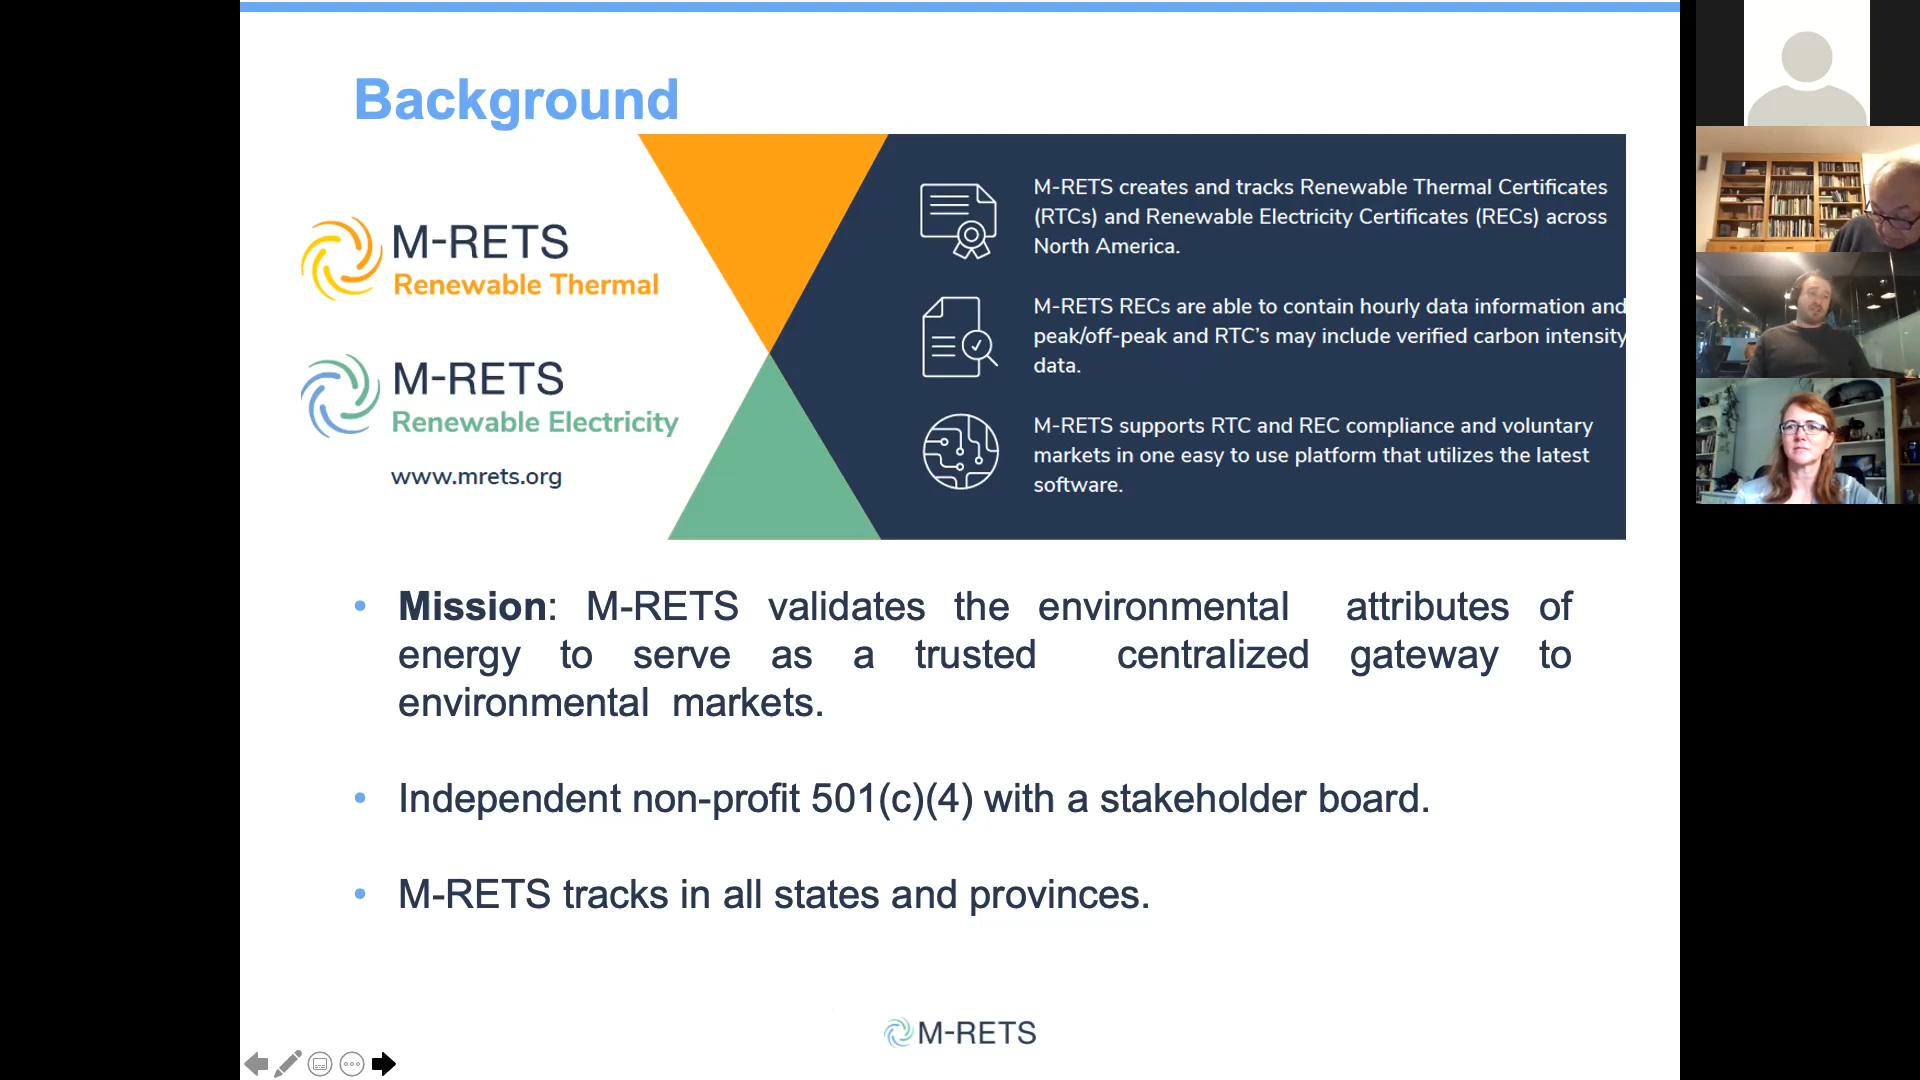 Background
M-RETS
Renewable Thermal
M-RETS
Renewable Electricity
www.mrets.org
M-RETS creates and tracks Renewable Thermal Certificates
(RTCs) and Renewable Electricity Certificates (RECs) across
North America.
M-RETS RECs are able to contain hourly data information and
peak/off-peak and RTC’s may include verified carbon intensity
data.
M-RETS supports RTC and REC compliance and voluntary
markets in one easy to use platform that utilizes the latest
software.
• Mission: M-RETS validates the environmental attributes of
energy to serve as a trusted centralized gateway to
environmental markets.
• Independent non-profit 501(c)(4) with a stakeholder board.
• M-RETS tracks in all states and provinces.
M-RETS